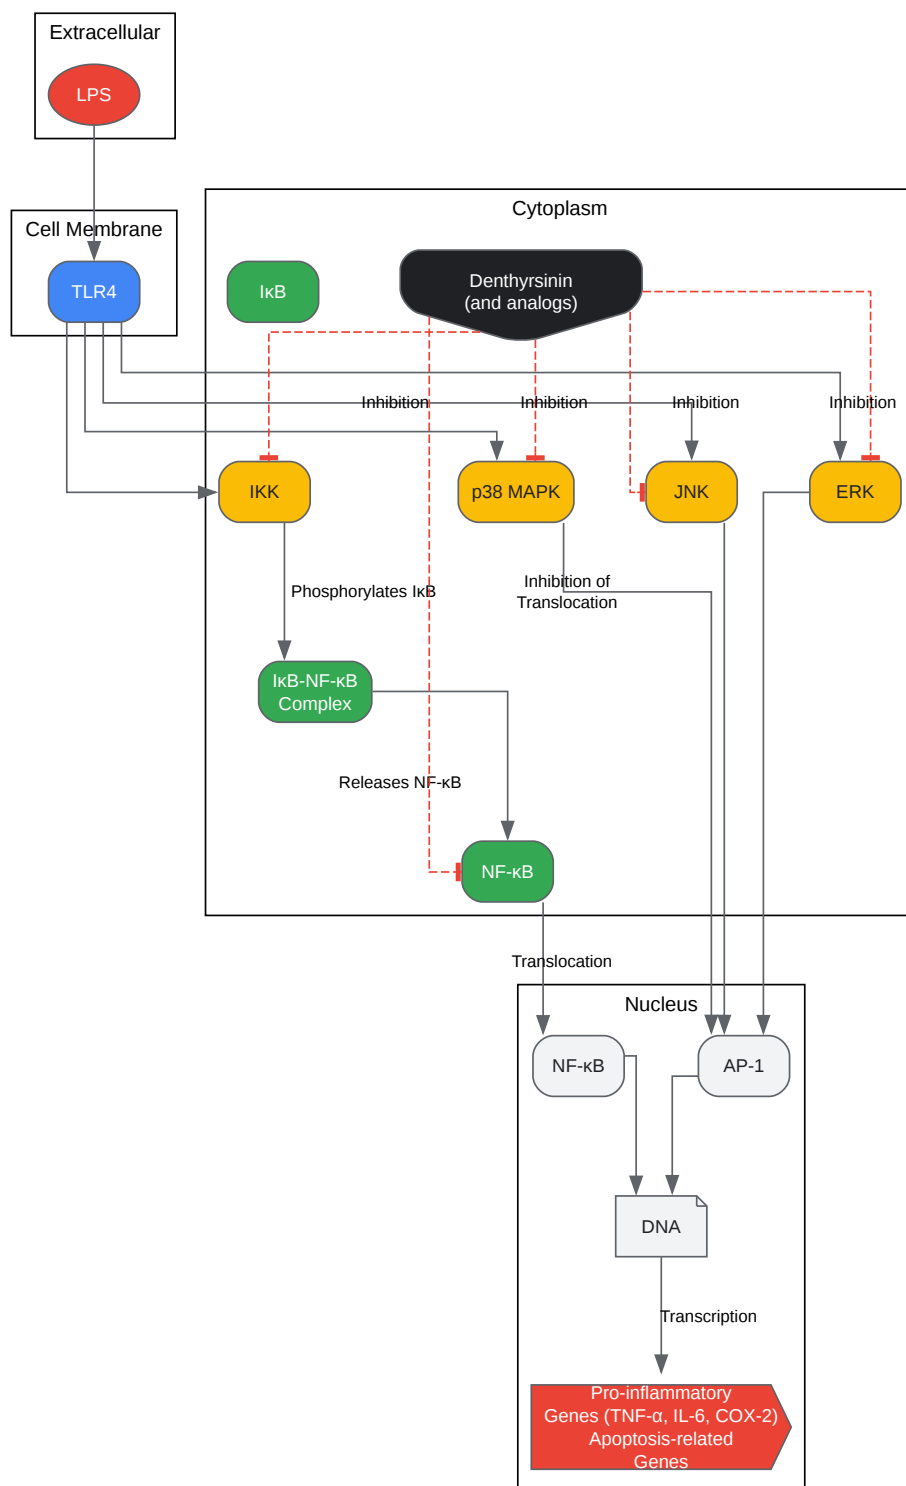 Extracellular
LPS
Cell Membrane
TLR4
Cytoplasm
IκB
Denthyrsinin
(and analogs)
Inhibition
Inhibition
Inhibition
Inhibition
IKK
p38 MAPK
JNK
ERK
Phosphorylates IκB
Inhibition of
Translocation
IκB-NF-κB
Complex
Releases NF-κB
NF-κB
Translocation
Nucleus
NF-κB
AP-1
DNA
Transcription
Pro-inflammatory
Genes (TNF-α, IL-6, COX-2)
Apoptosis-related
Genes